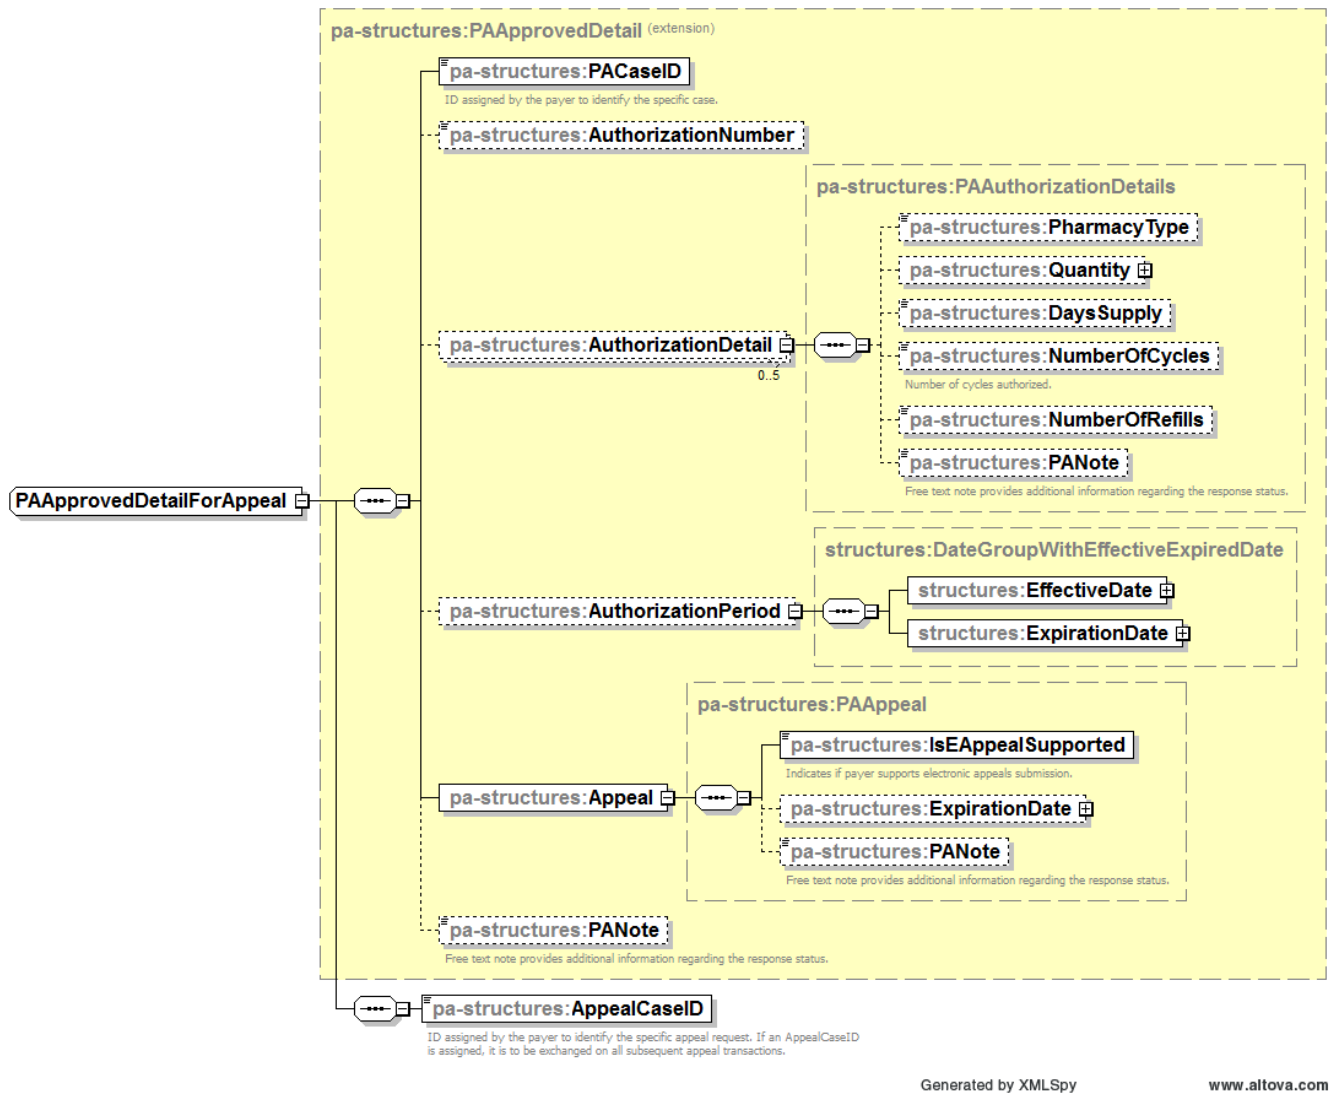 pa-structures:PAApprovedDetail (extension)
pa-structures:PACaseID
ID assigned by the payer to identify the specific case.
pa-structures:AuthorizationNumber
pa-structures:PAAuthorizationDetails
pa-structures:PharmacyType
pa-structures:Quantity
pa-structures:DaysSupply
pa-structures:AuthorizationDetail
0..5
pa-structures:NumberOfCycles
Number of cycles authorized.
pa-structures:NumberOfRefills
pa-structures:PANote
Free text note provides additional information regarding the response status.
PAApprovedDetailForAppeal
structures:DateGroupWithEffectiveExpiredDate
structures:EffectiveDate
pa-structures:AuthorizationPeriod
structures:ExpirationDate
pa-structures:PAAppeal
pa-structures:IsEAppealSupported
Indicates if payer supports electronic appeals submission.
pa-structures:Appeal
pa-structures:ExpirationDate
pa-structures:PANote
Free text note provides additional information regarding the response status.
pa-structures:PANote
Free text note provides additional information regarding the response status.
pa-structures:AppealCaseID
ID assigned by the payer to identify the specific appeal request. If an AppealCaseID
is assigned, it is to be exchanged on all subsequent appeal transactions.
Generated by XMLSpy www.altova.com